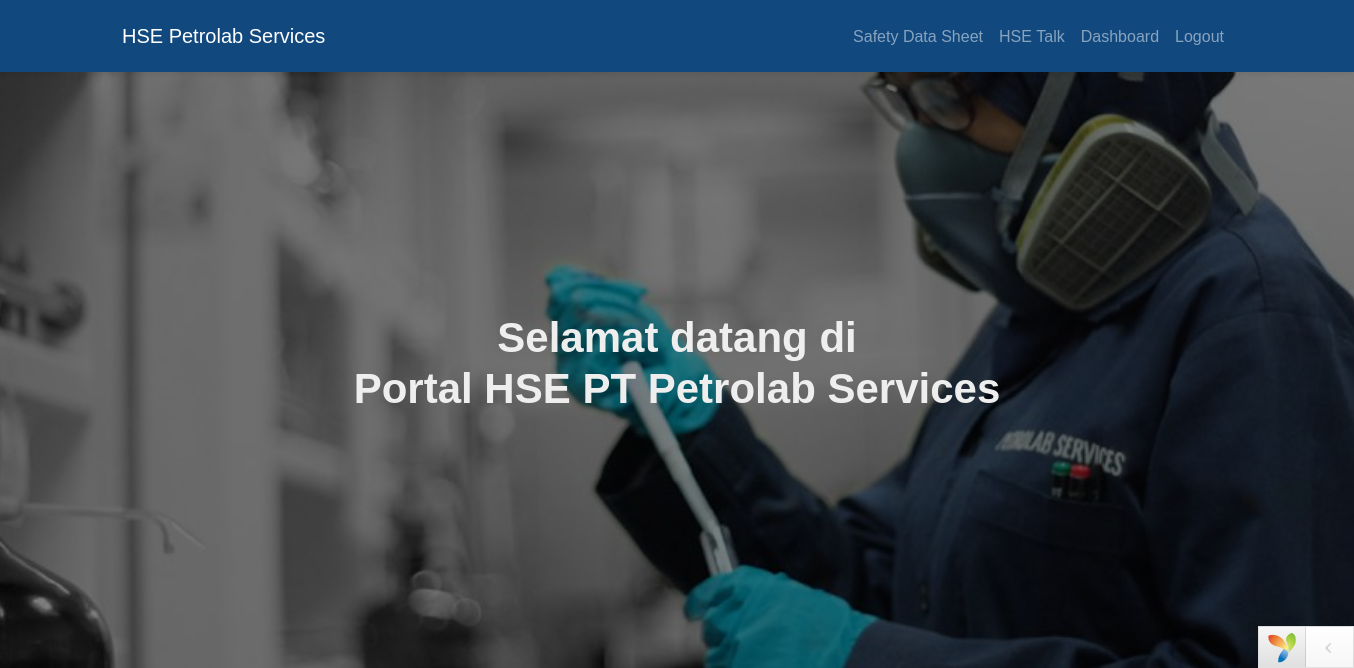 HSE Petrolab Services
Safety Data Sheet
HSE Talk
Dashboard
Logout
Selamat datang di
Portal HSE PT Petrolab Services
PETROLAB SERVICES